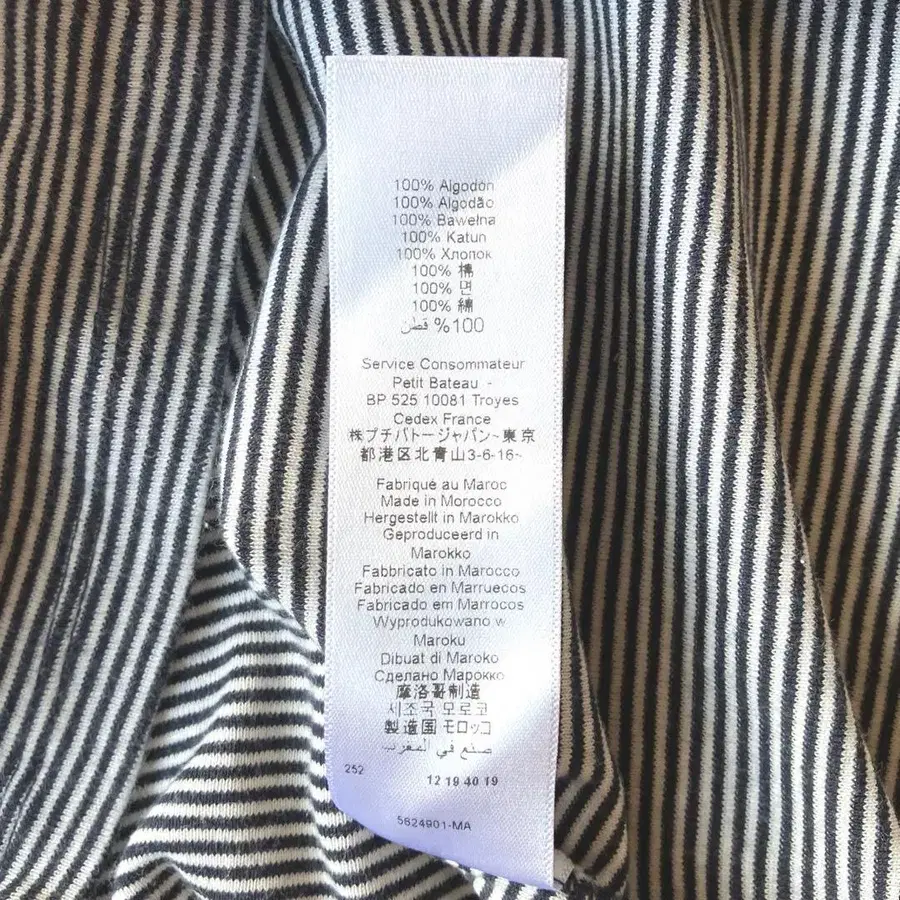 100% Algodón
100% Algodão
100% Bawełna
100% Katun
100% Хлопок
100% 棉
100% 면
100% 綿
%100 قطن
Service Consommateur
Petit Bateau -
BP 525 10081 Troyes
Cedex France
㈱プチバトージャパン~東京
都港区北青山3-6-16~
Fabriqué au Maroc
Made in Morocco
Hergestellt in Marokko
Geproduceerd in
Marokko
Fabbricato in Marocco
Fabricado en Marruecos
Fabricado em Marrocos
Wyprodukowano w
Maroku
Dibuat di Maroko
Сделано Марокко
摩洛哥制造
세조국 모로코
製造国 モロッコ
صنع في المغرب
252
12 19 40 19
5624901-MA